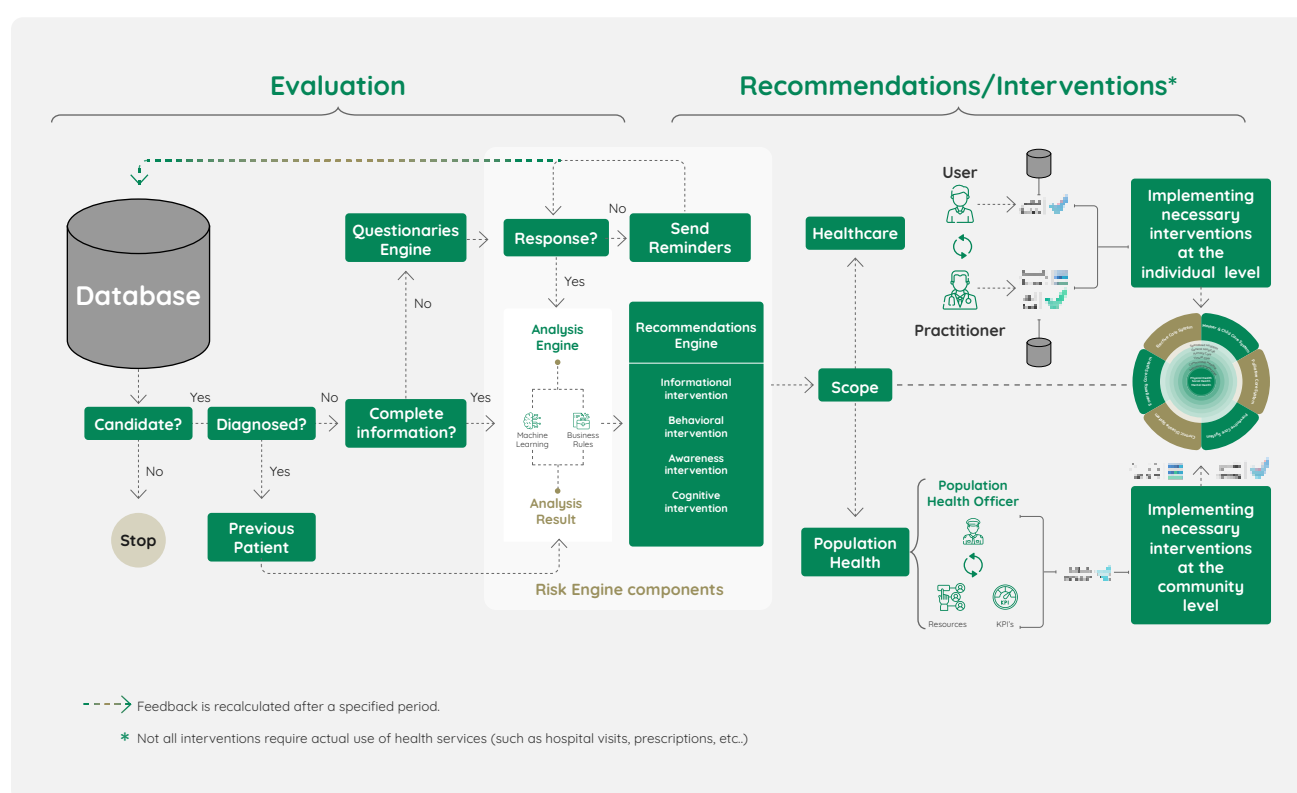 Evaluation
Recommendations/Interventions*
Database
Candidate?
Yes
No
Stop
Diagnosed?
No
Yes
Previous
Patient
Questionaries
Engine
No
Complete
information?
Yes
Response?
No
Send
Reminders
Yes
Analysis
Engine
Machine
Learning
Business
Rules
Analysis
Result
Recommendations
Engine
Informational
intervention
Behavioral
intervention
Awareness
intervention
Cognitive
intervention
Risk Engine components
Healthcare
Scope
Population
Health
User
Practitioner
Population
Health Officer
Resources
KPI
KPI's
Implementing
necessary
interventions
at the
individual level
Implementing
necessary
interventions
at the
community
level
Feedback is recalculated after a specified period.
* Not all interventions require actual use of health services (such as hospital visits, prescriptions, etc..)